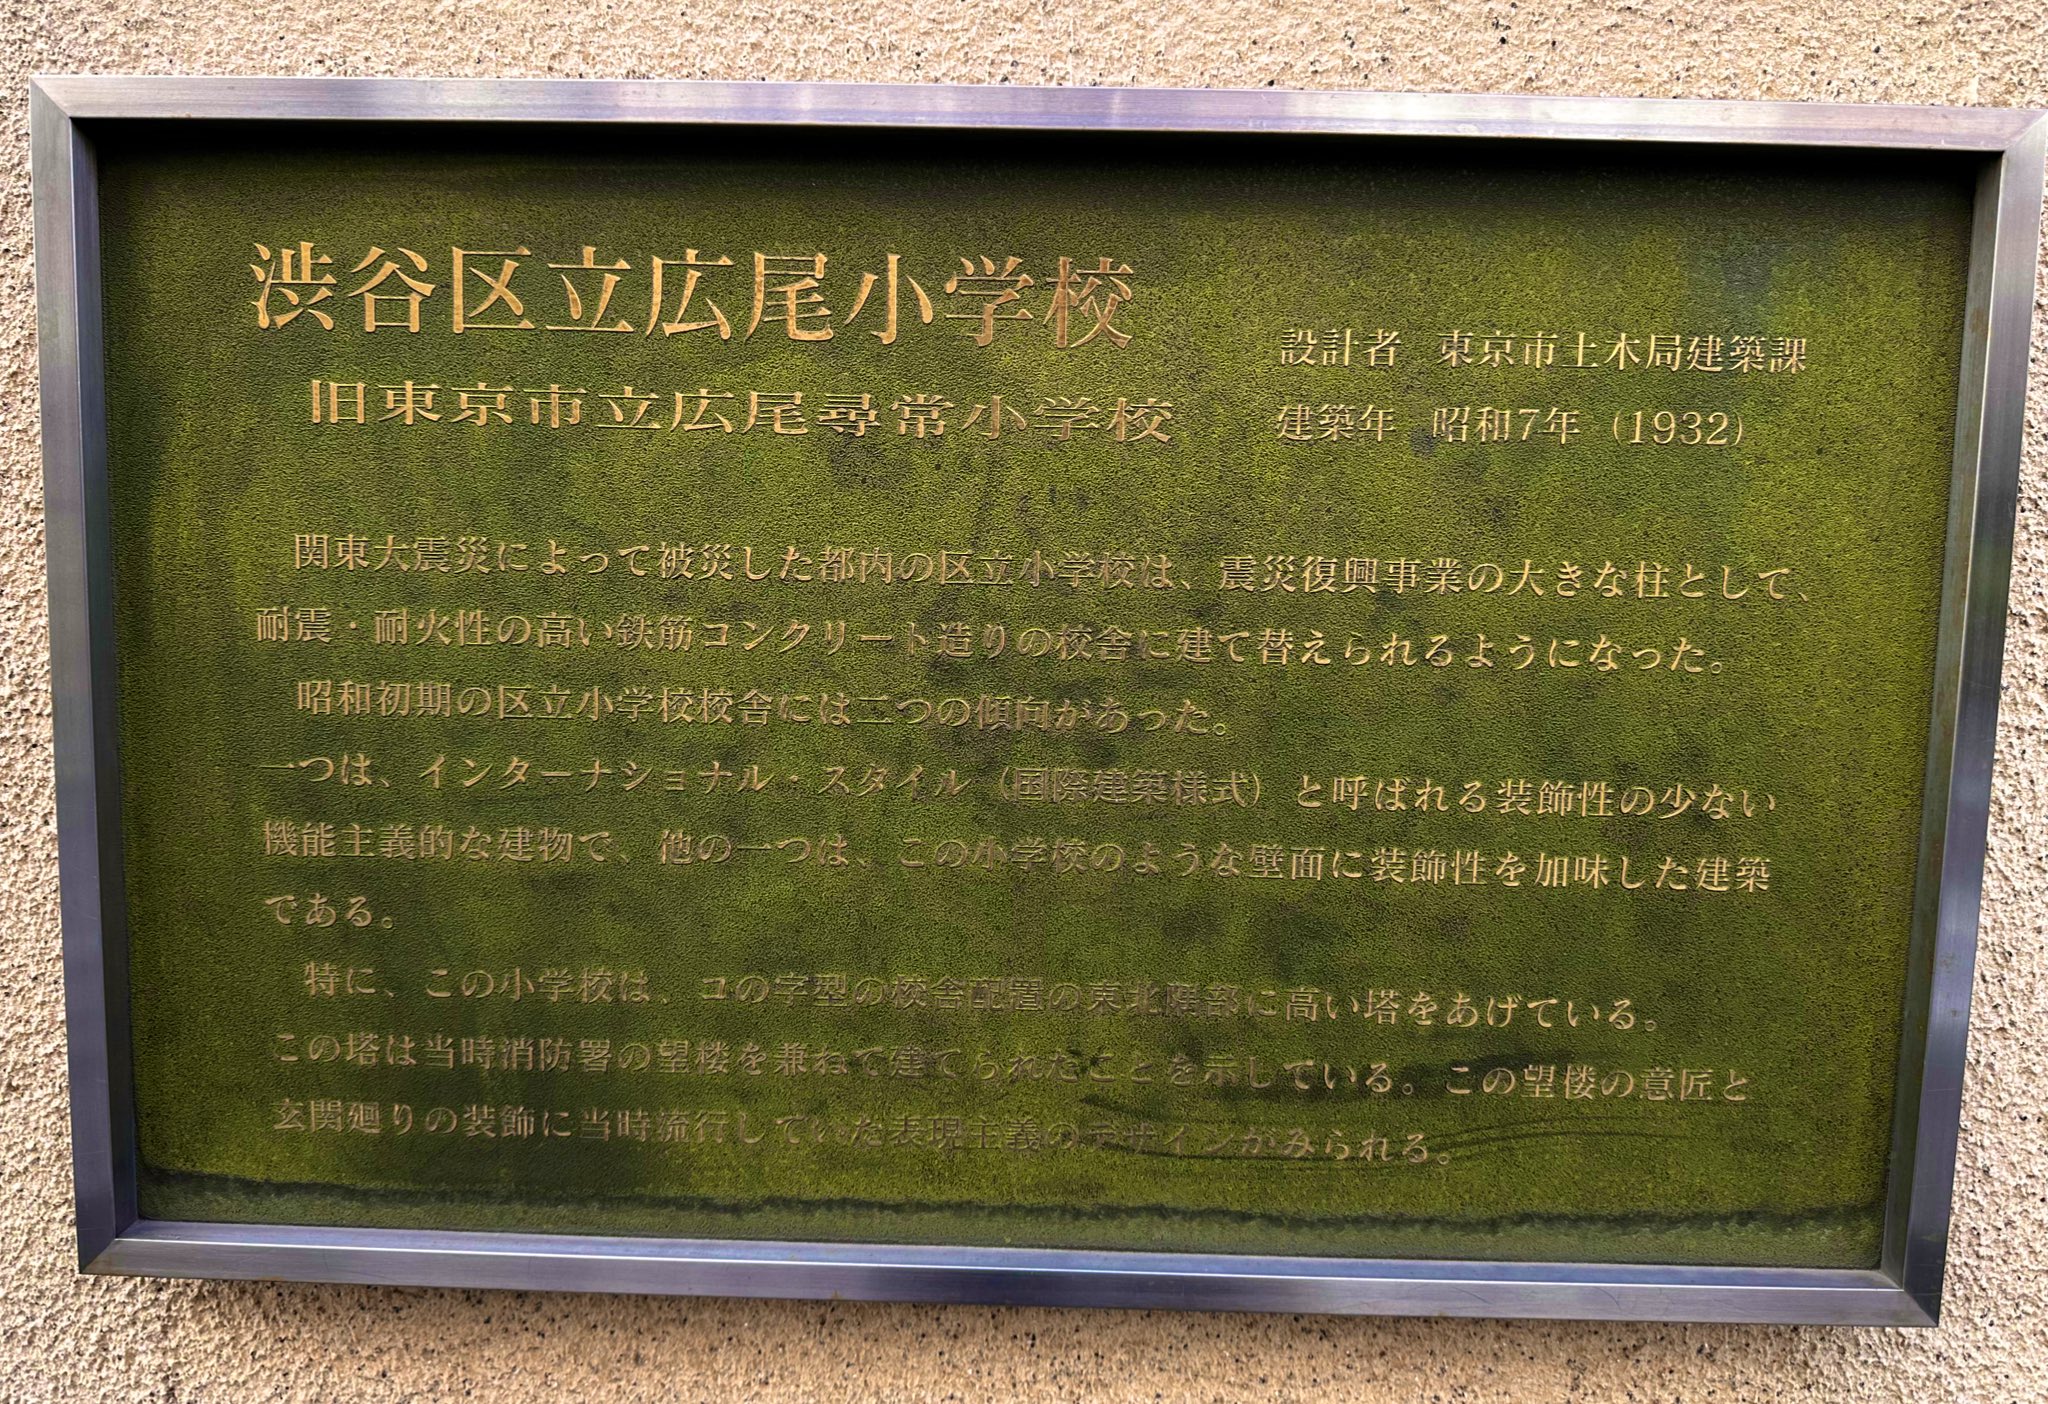 渋谷区立広尾小学校
旧東京市立広尾尋常小学校
設計者　東京市土木局建築課
建築年　昭和7年（1932）
関東大震災によって被災した都内の区立小学校は、震災復興事業の大きな柱として、
耐震・耐火性の高い鉄筋コンクリート造りの校舎に建て替えられるようになった。
昭和初期の区立小学校校舎には二つの傾向があった。
一つは、インターナショナル・スタイル（国際建築様式）と呼ばれる装飾性の少ない
機能主義的な建物で、他の一つは、この小学校のような壁面に装飾性を加味した建築
である。
特に、この小学校は、コの字型の校舎配置の東北隅部に高い塔をあげている。
この塔は当時消防署の望楼を兼ねて建てられたことを示している。この望楼の意匠と
玄関廻りの装飾に当時流行していた表現主義のデザインがみられる。